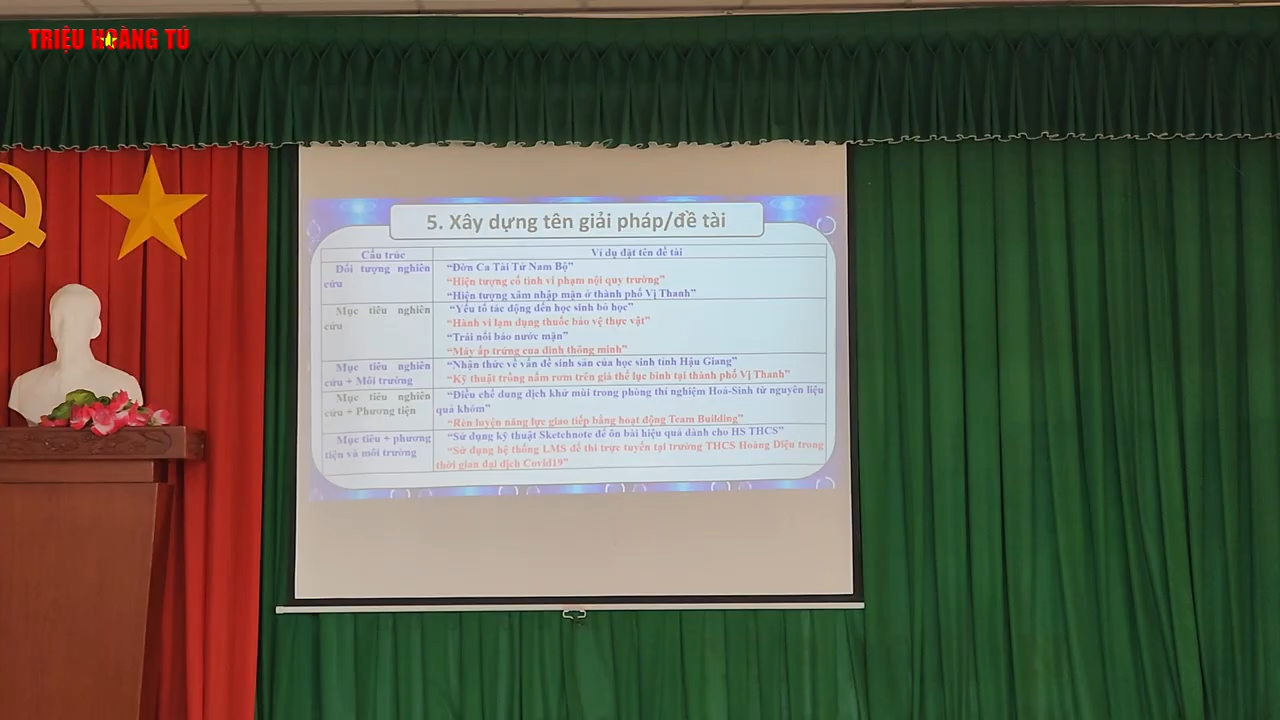 TRIỆU HOÀNG TÚ
5. Xây dựng tên giải pháp/đề tài
Cấu trúc
Ví dụ đặt tên đề tài
Đối tượng nghiên
cứu
“Đờn Ca Tài Tử Nam Bộ”
“Hiện tượng cố tình vi phạm nội quy trường”
“Hiện tượng xâm nhập mặn ở thành phố Vị Thanh”
Mục tiêu nghiên
cứu
“Yếu tố tác động đến học sinh bỏ học”
“Hành vi lạm dụng thuốc bảo vệ thực vật”
“Trái nổi báo nước mặn”
“Máy ấp trứng cua đinh thông minh”
Mục tiêu nghiên
cứu + Môi trường
“Nhận thức về vấn đề sinh sản của học sinh tỉnh Hậu Giang”
“Kỹ thuật trồng nấm rơm trên giá thể lục bình tại thành phố Vị Thanh”
Mục tiêu nghiên
cứu + Phương tiện
“Điều chế dung dịch khử mùi trong phòng thí nghiệm Hoá-Sinh từ nguyên liệu
quả khóm”
“Rèn luyện năng lực giao tiếp bằng hoạt động Team Building”
Mục tiêu + phương
tiện và môi trường
“Sử dụng kỹ thuật Sketchnote để ôn bài hiệu quả dành cho HS THCS”
“Sử dụng hệ thống LMS để thi trực tuyến tại trường THCS Hoàng Diệu trong
thời gian đại dịch Covid19”